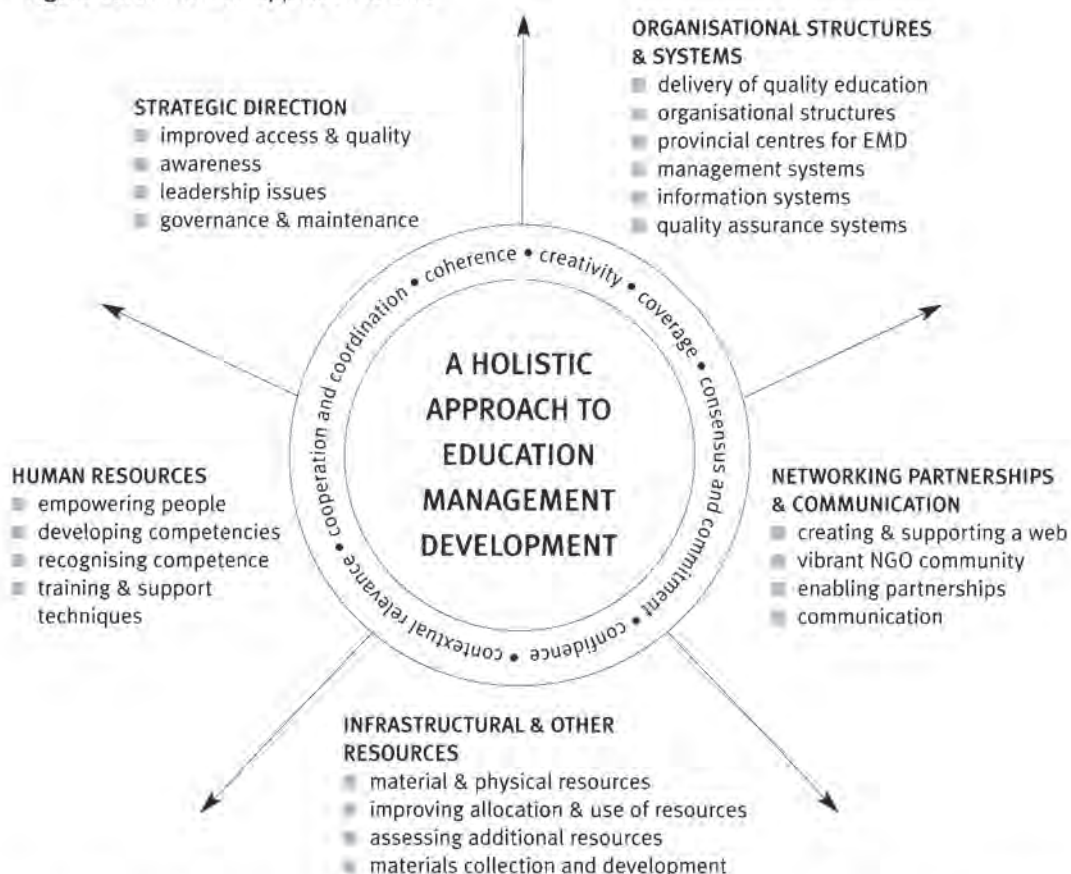 ORGANISATIONAL STRUCTURES
& SYSTEMS
delivery of quality education
organisational structures
provincial centres for EMD
management systems
information systems
quality assurance systems
STRATEGIC DIRECTION
improved access & quality
awareness
leadership issues
governance & maintenance
cooperation and coordination • coherence • creativity • coverage • consensus and commitment • confidence • contextual relevance •
A HOLISTIC
APPROACH TO
EDUCATION
MANAGEMENT
DEVELOPMENT
HUMAN RESOURCES
empowering people
developing competencies
recognising competence
training & support
techniques
NETWORKING PARTNERSHIPS
& COMMUNICATION
creating & supporting a web
vibrant NGO community
enabling partnerships
communication
INFRASTRUCTURAL & OTHER
RESOURCES
material & physical resources
improving allocation & use of resources
assessing additional resources
materials collection and development